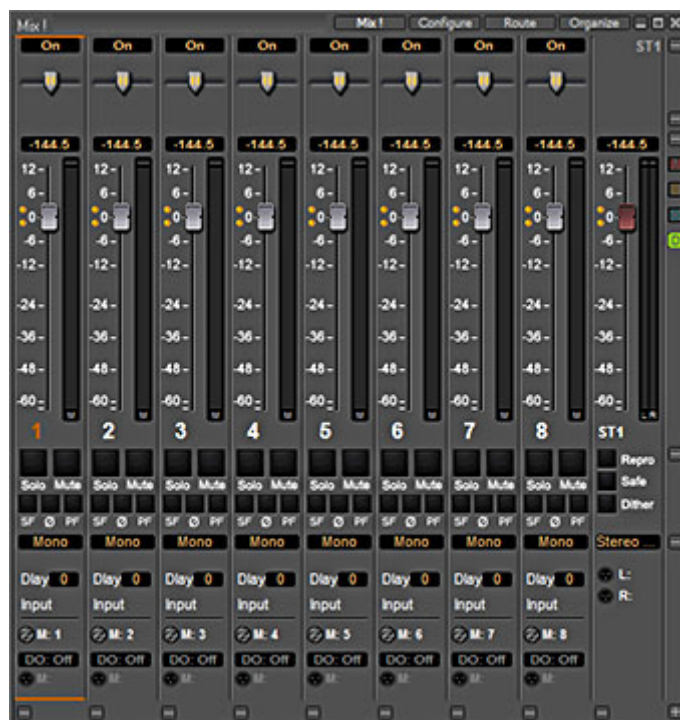 Mix! Mix! Configure Route Organize
On On On On On On On On ST1
-144.5 -144.5 -144.5 -144.5 -144.5 -144.5 -144.5 -144.5 -144.5
12 12 12 12 12 12 12 12 12
6 6 6 6 6 6 6 6 6
0 0 0 0 0 0 0 0 0
-6 -6 -6 -6 -6 -6 -6 -6 -6
-12 -12 -12 -12 -12 -12 -12 -12 -12
-24 -24 -24 -24 -24 -24 -24 -24 -24
-36 -36 -36 -36 -36 -36 -36 -36 -36
-48 -48 -48 -48 -48 -48 -48 -48 -48
-60 -60 -60 -60 -60 -60 -60 -60 -60
1 2 3 4 5 6 7 8 ST1
Repro
Solo Mute Solo Mute Solo Mute Solo Mute Solo Mute Solo Mute Solo Mute Solo Mute Safe
Dither
SF Ø PF SF Ø PF SF Ø PF SF Ø PF SF Ø PF SF Ø PF SF Ø PF SF Ø PF
Mono Mono Mono Mono Mono Mono Mono Mono Stereo ...
Dlay 0 Dlay 0 Dlay 0 Dlay 0 Dlay 0 Dlay 0 Dlay 0 Dlay 0 L:
Input Input Input Input Input Input Input Input R:
M: 1 M: 2 M: 3 M: 4 M: 5 M: 6 M: 7 M: 8
DO: Off DO: Off DO: Off DO: Off DO: Off DO: Off DO: Off DO: Off
M: M: M: M: M: M: M: M: